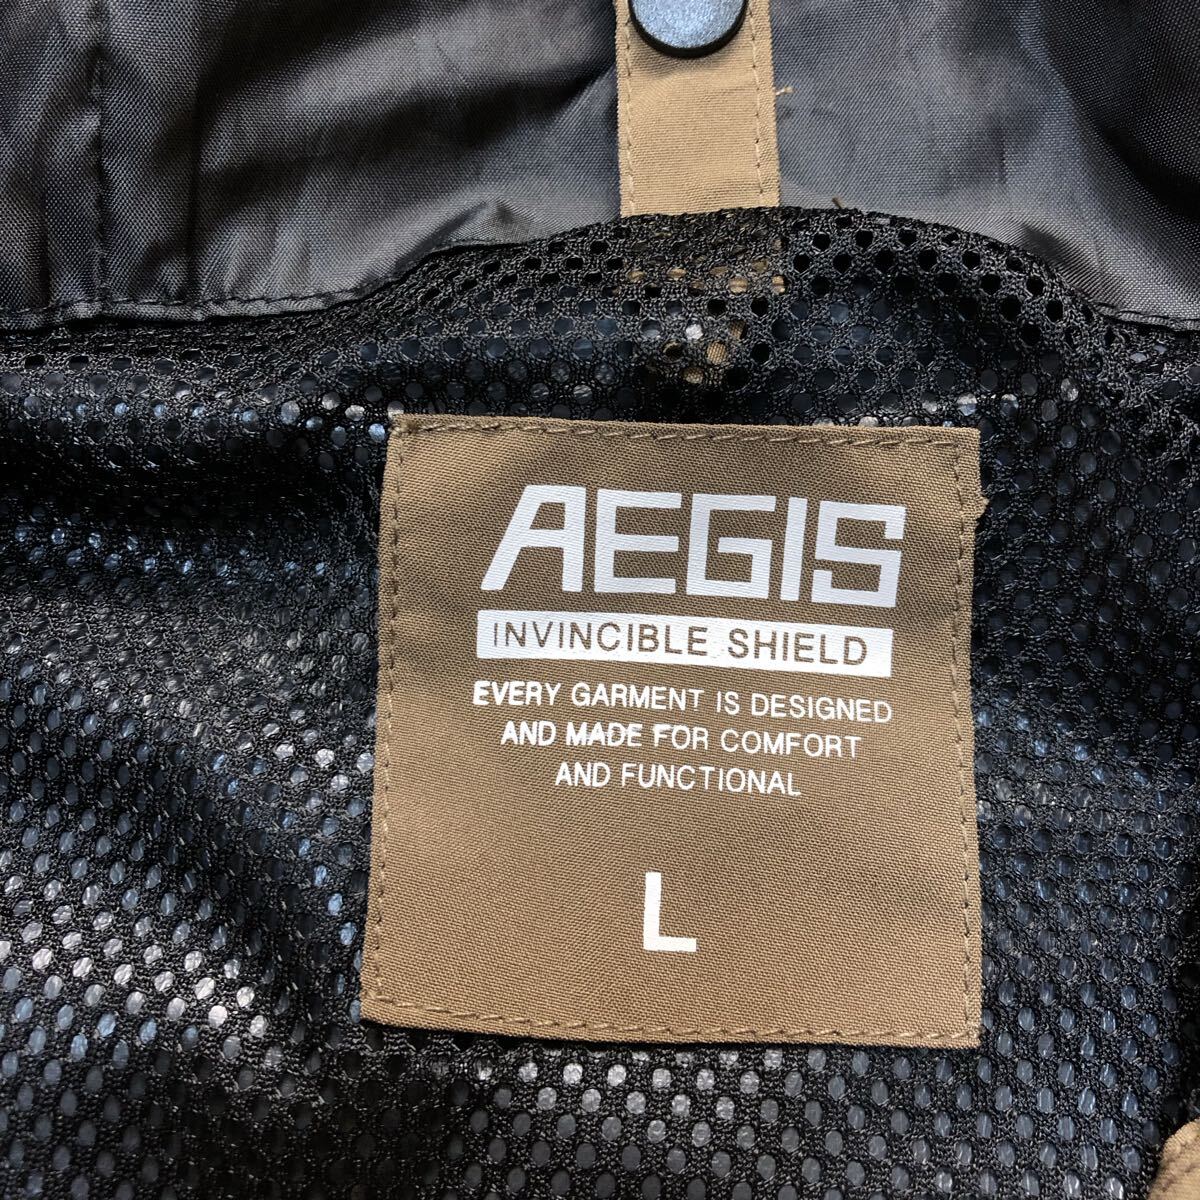 AEGIS
INVINCIBLE SHIELD
EVERY GARMENT IS DESIGNED
AND MADE FOR COMFORT
AND FUNCTIONAL
L